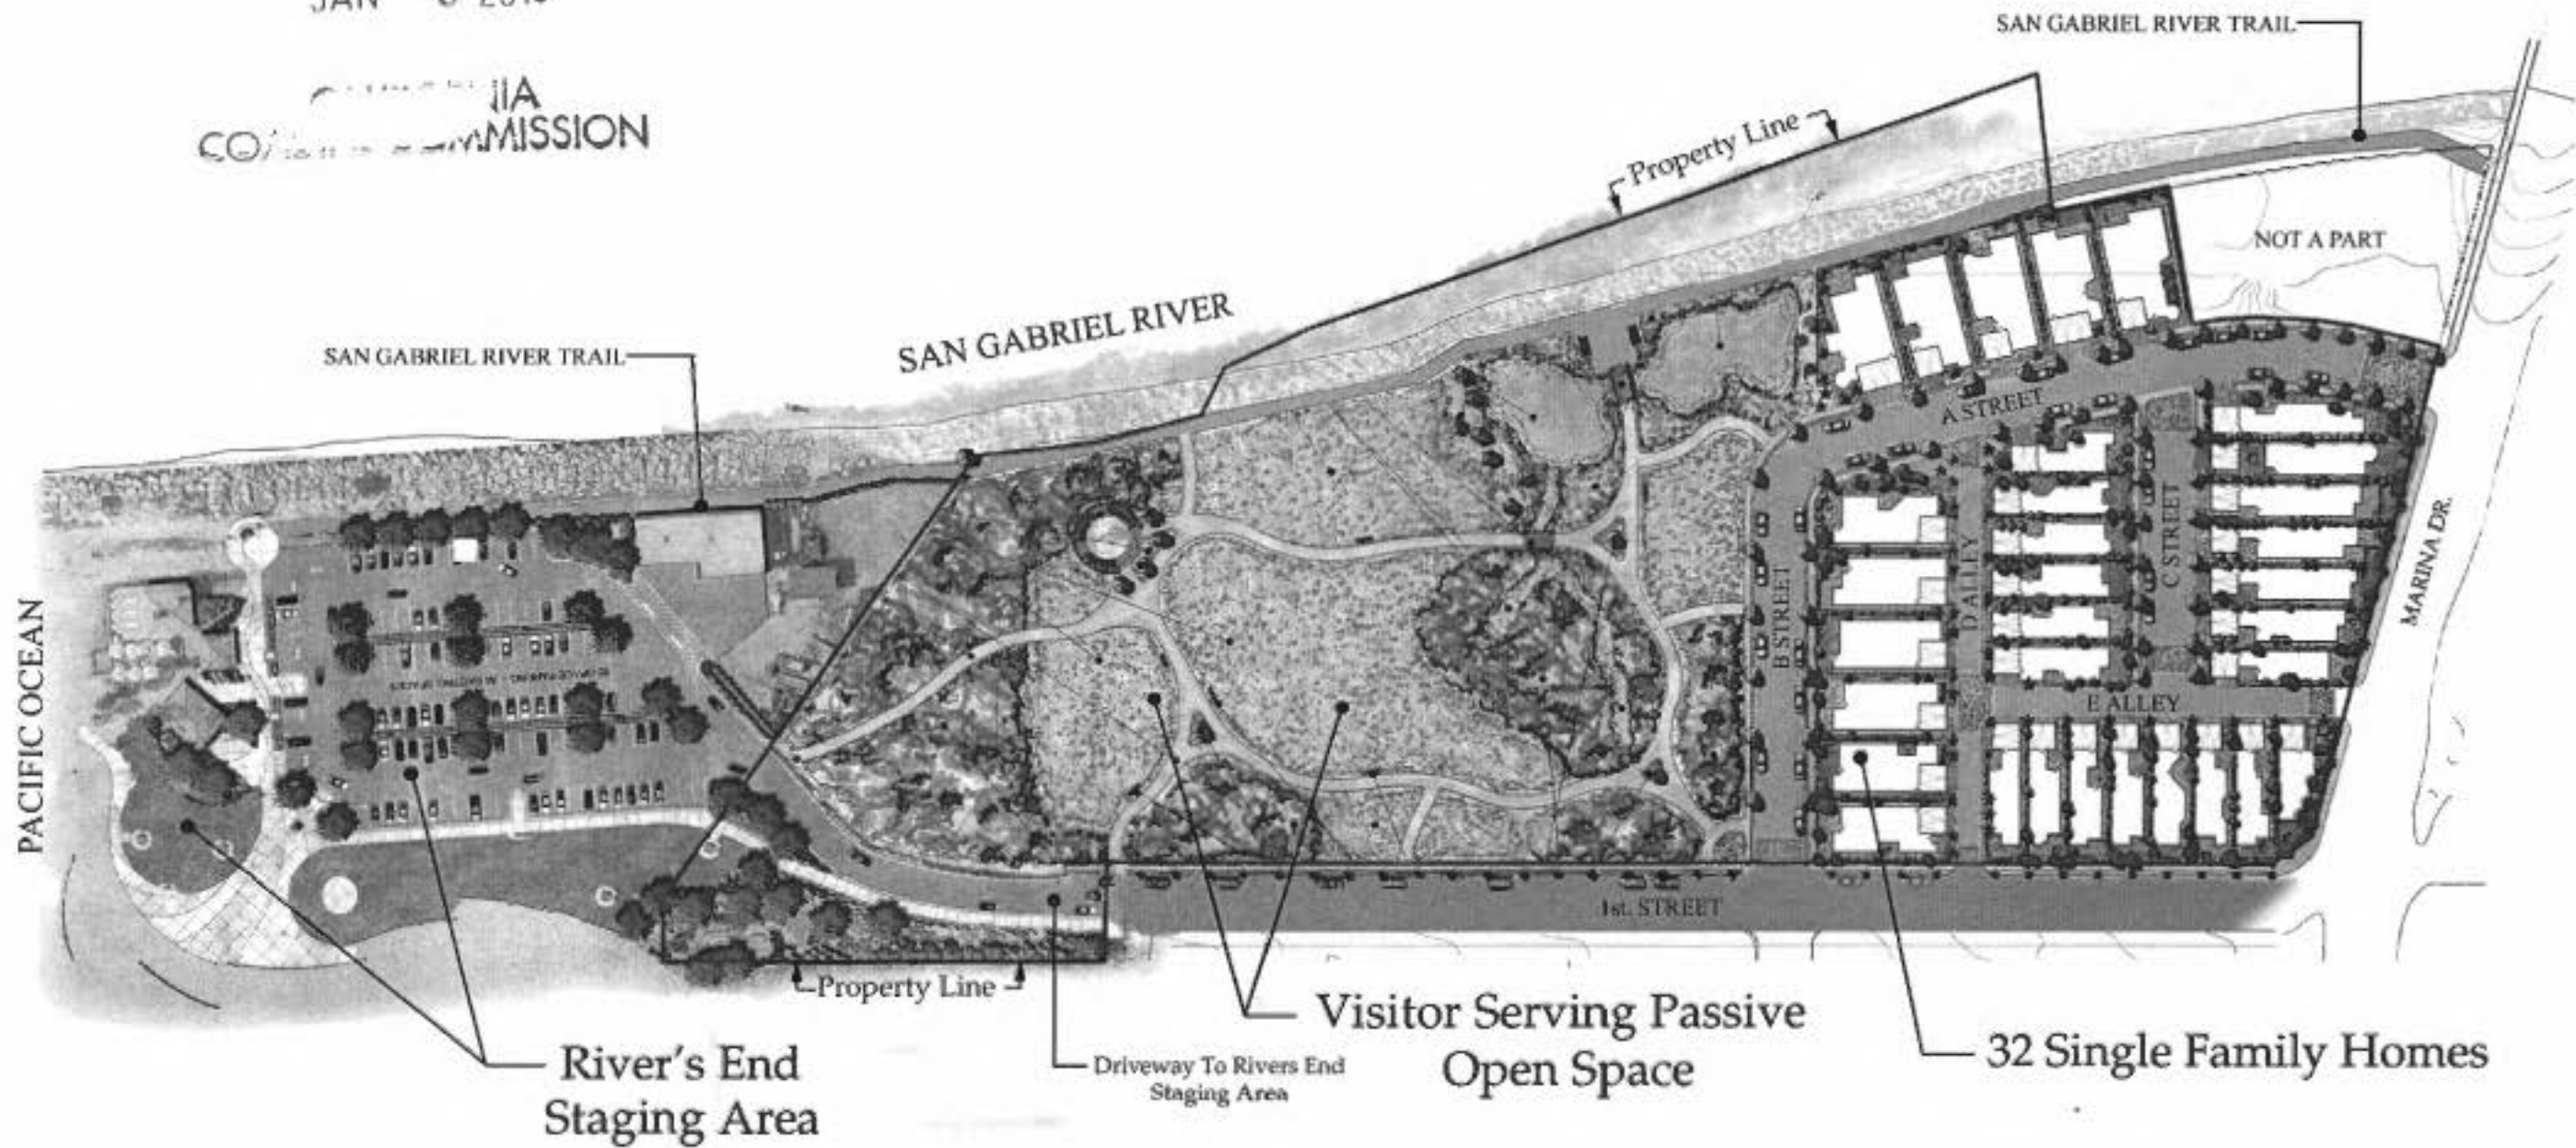 JAN
SAN GABRIEL RIVER TRAIL
MISSION
Property Line
NOT A PART
SAN GABRIEL RIVER
SAN GABRIEL RIVER TRAIL
A STREET
PACIFIC OCEAN
B STREET
D ALLEY
C STREET
MARINA DR.
E ALLEY
1st. STREET
Property Line
Visitor Serving Passive
Open Space
River's End
Staging Area
Driveway To Rivers End
Staging Area
32 Single Family Homes